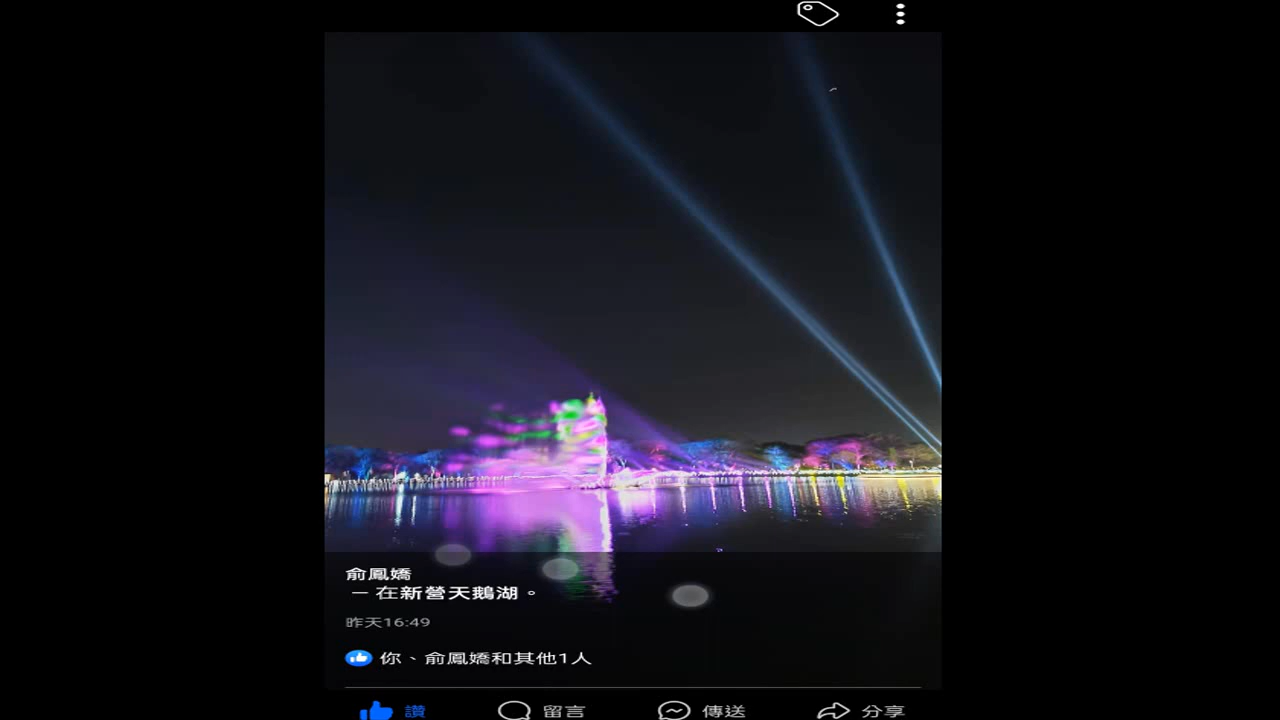 俞鳳嬌
— 在新營天鵝湖。
昨天16:49
你、俞鳳嬌和其他1人
讚 留言 傳送 分享